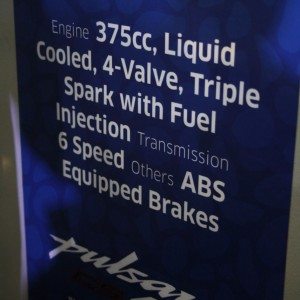 Engine 375cc, Liquid
Cooled, 4-Valve, Triple
Spark with Fuel
Injection Transmission
6 Speed Others ABS
Equipped Brakes
pulsar